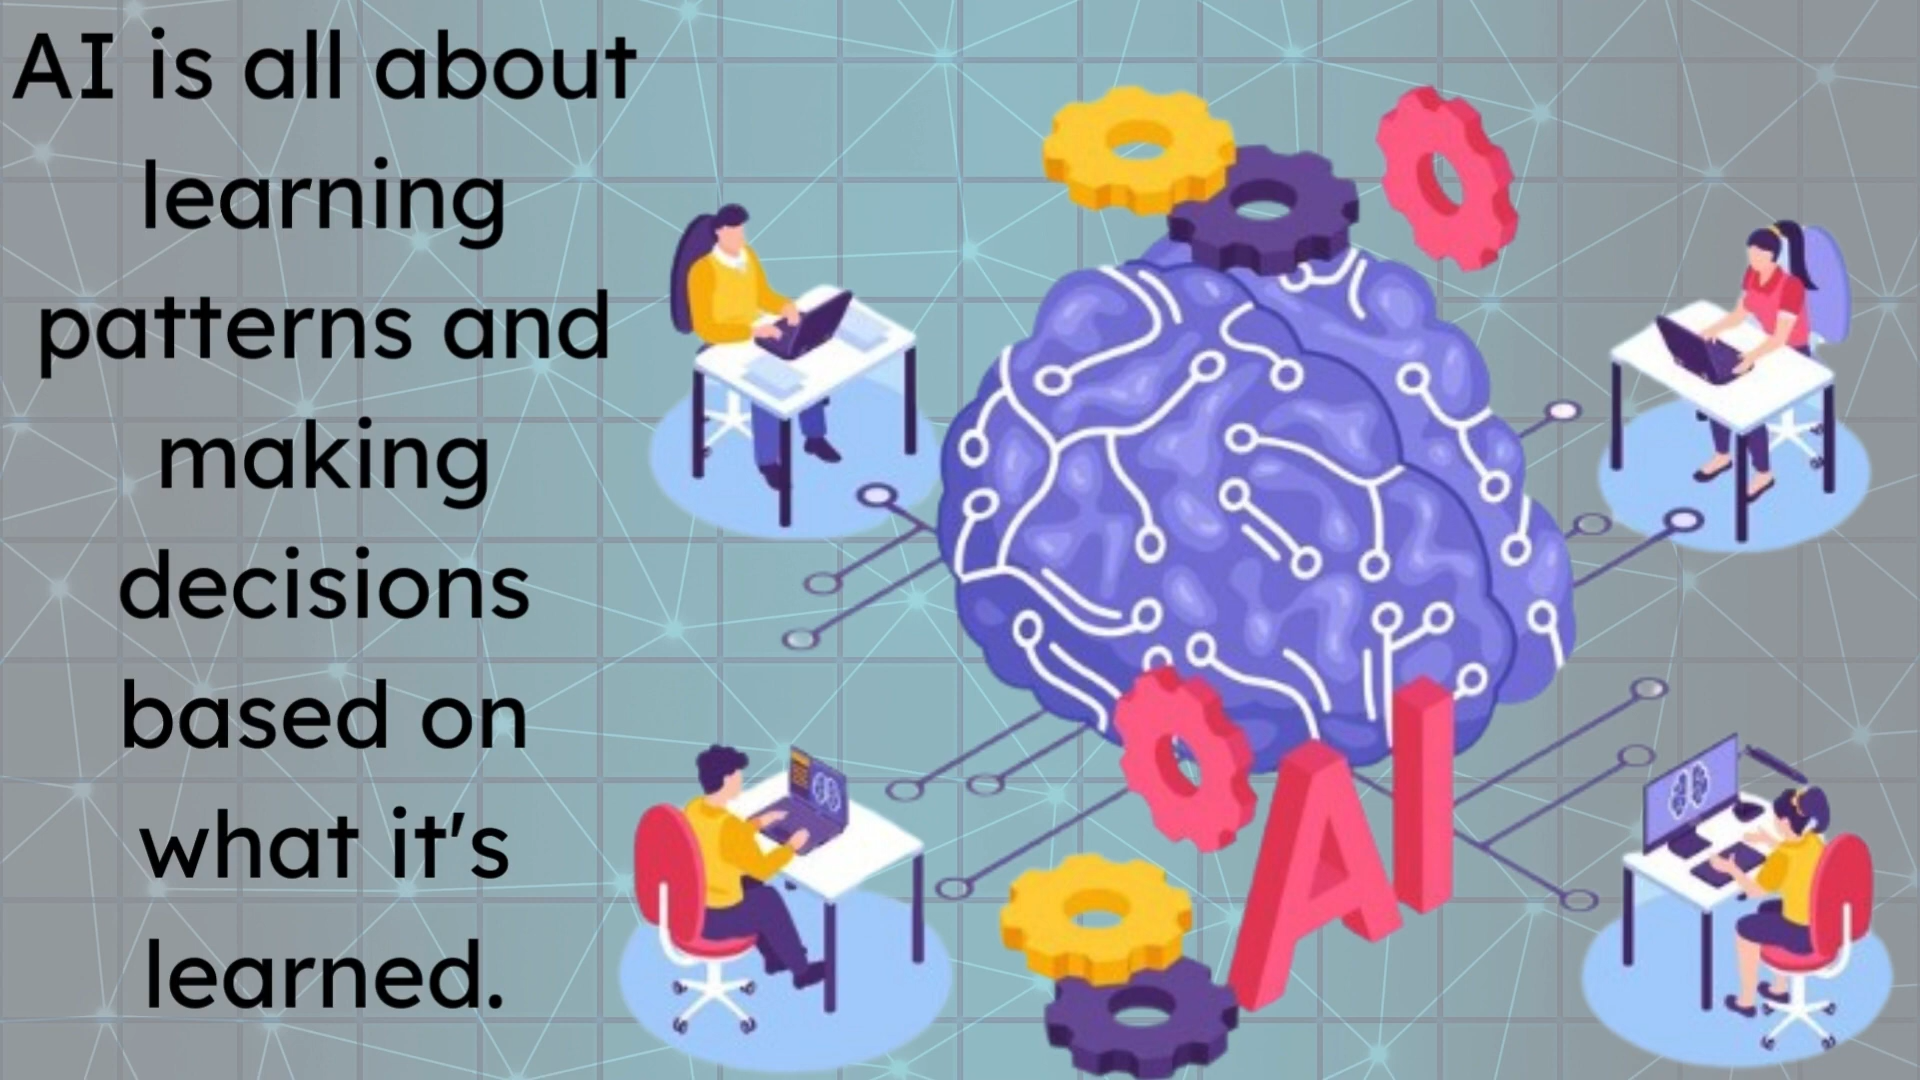 AI is all about
learning
patterns and
making
decisions
based on
what it's
learned.
AI